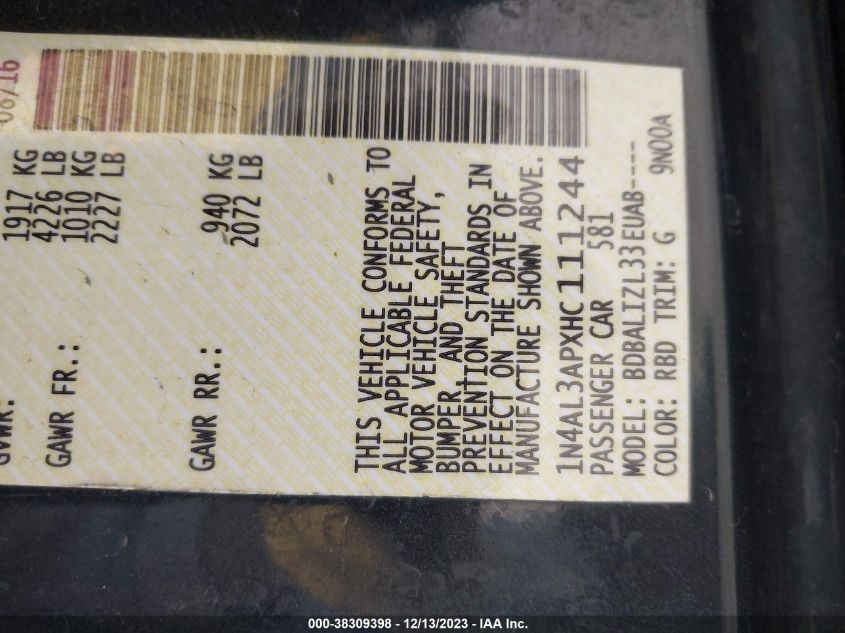 08/16
GVWR: 1917 KG
4226 LB
GAWR FR.: 1010 KG
2227 LB
GAWR RR.: 940 KG
2072 LB
THIS VEHICLE CONFORMS TO
ALL APPLICABLE FEDERAL
MOTOR VEHICLE SAFETY,
BUMPER, AND THEFT
PREVENTION STANDARDS IN
EFFECT ON THE DATE OF
MANUFACTURE SHOWN ABOVE.
1N4AL3APXHC111244
PASSENGER CAR 581
MODEL: BDBALIZL33EUAB----
COLOR: RBD TRIM: G 9N00A
000-38309398 - 12/13/2023 - IAA Inc.